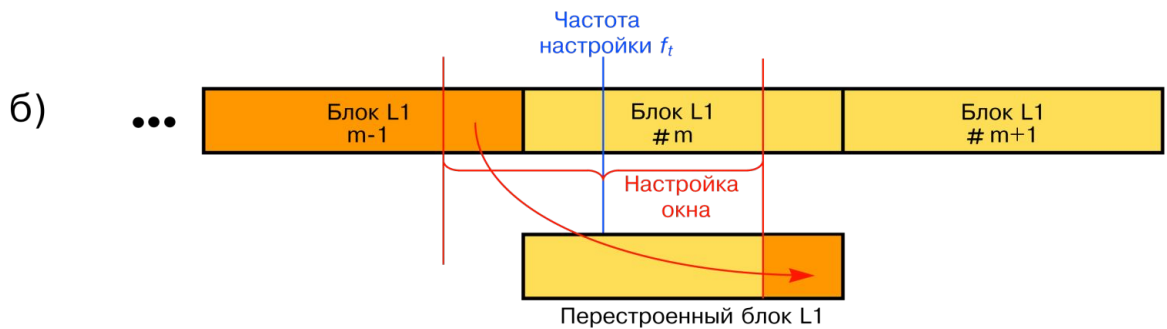 Частота
настройки fₜ
б)
•••
Блок L1
m-1
Блок L1
# m
Блок L1
# m+1
Настройка
окна
Перестроенный блок L1